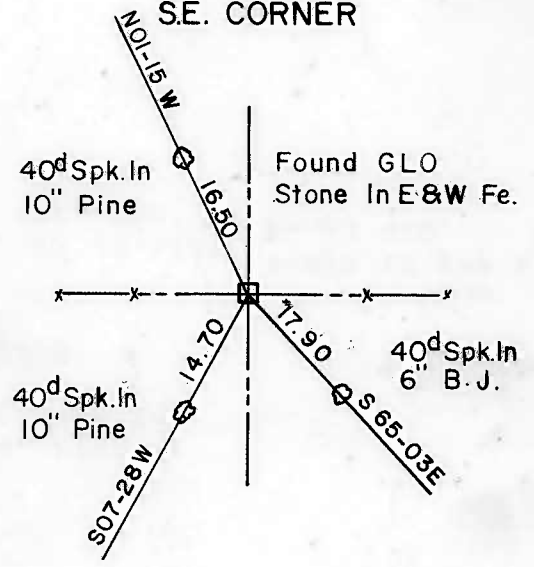 S.E. CORNER
N01-15 W
40d Spk. In
10" Pine
16.50
Found GLO
Stone In E&W Fe.
14.70
17.90
40d Spk. In
6" B. J.
40d Spk. In
10" Pine
S 65-03E
S07-28W